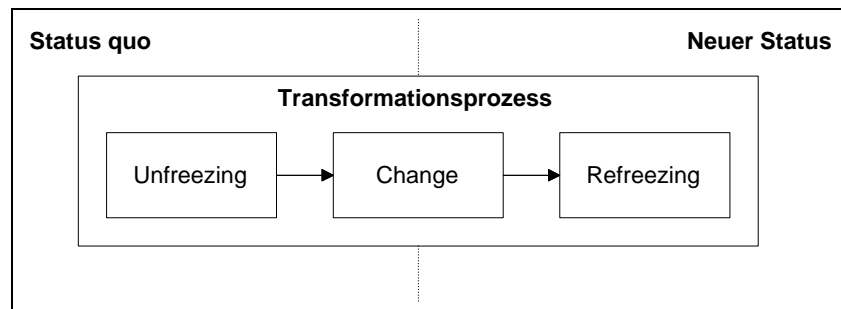 Status quo
Neuer Status
Transformationsprozess
Unfreezing
Change
Refreezing